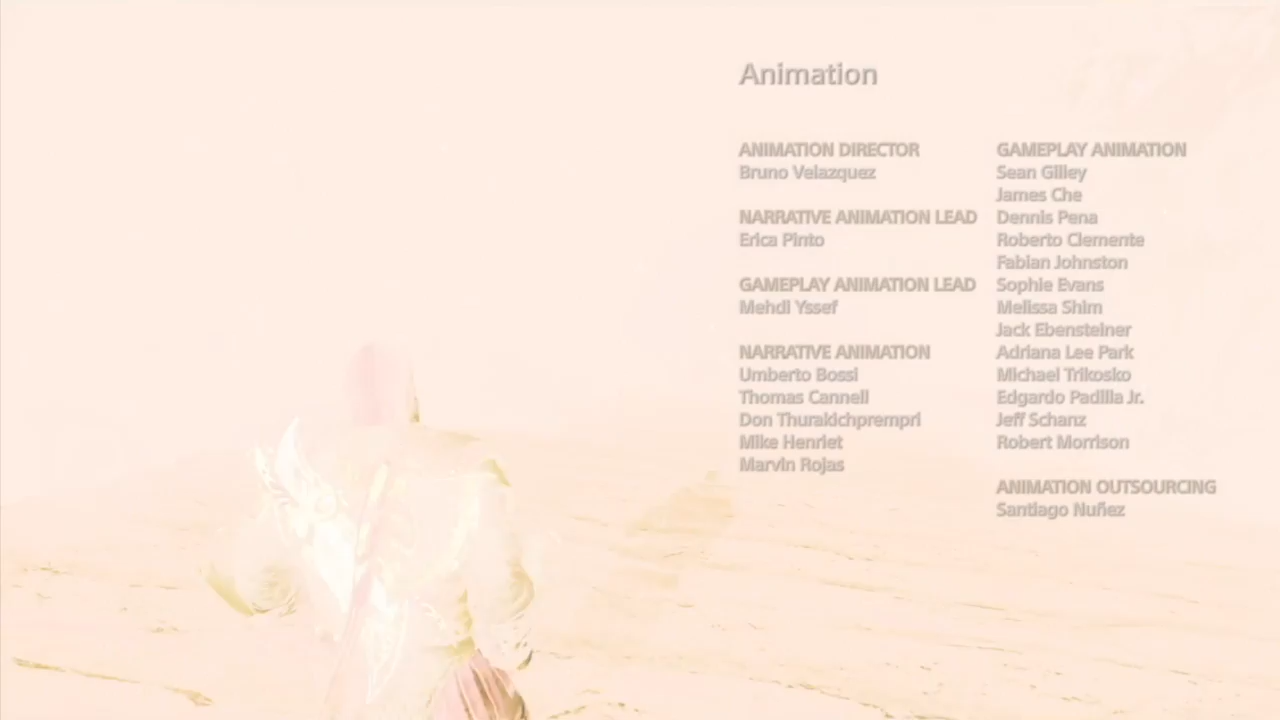 Animation
ANIMATION DIRECTOR
Bruno Velazquez
NARRATIVE ANIMATION LEAD
Erica Pinto
GAMEPLAY ANIMATION LEAD
Mehdi Yssef
NARRATIVE ANIMATION
Umberto Bossi
Thomas Cannell
Don Thurakichprempri
Mike Henriet
Marvin Rojas
GAMEPLAY ANIMATION
Sean Gilley
James Che
Dennis Pena
Roberto Clemente
Fabian Johnston
Sophie Evans
Melissa Shim
Jack Ebensteiner
Adriana Lee Park
Michael Trikosko
Edgardo Padilla Jr.
Jeff Schanz
Robert Morrison
ANIMATION OUTSOURCING
Santiago Nuñez